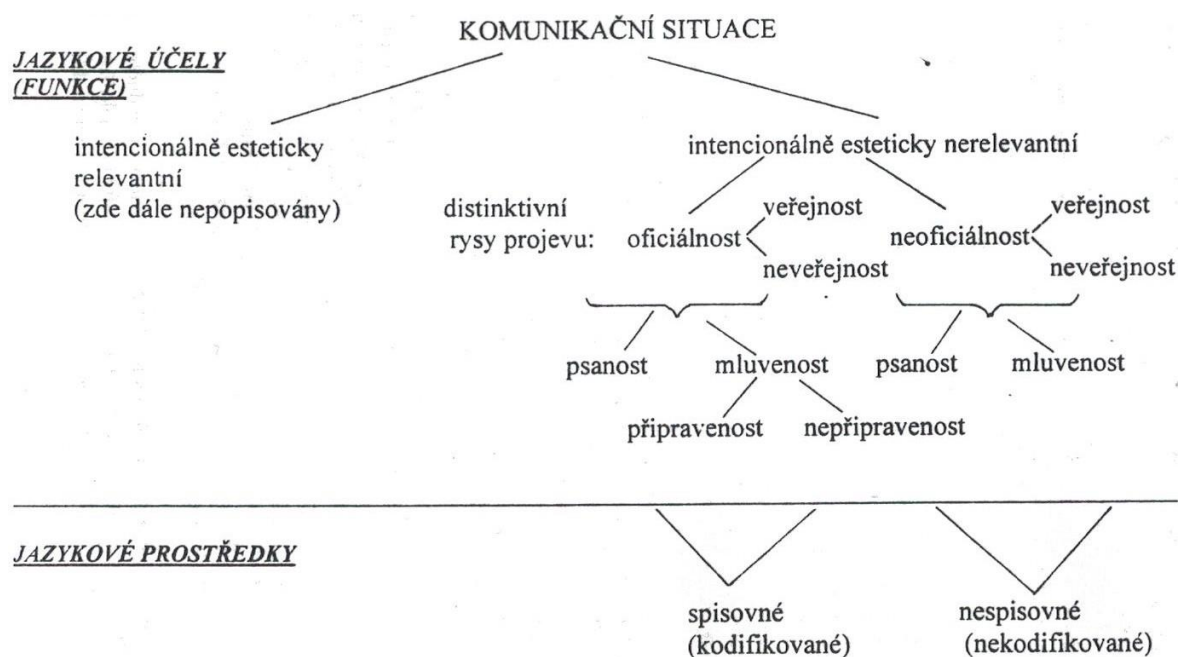 KOMUNIKAČNÍ SITUACE
JAZYKOVÉ ÚČELY
(FUNKCE)
intencionálně esteticky
relevantní
(zde dále nepopisovány)
intencionálně esteticky nerelevantní
distinktivní
rysy projevu:
oficiálnost
veřejnost
neveřejnost
neoficiálnost
veřejnost
neveřejnost
psanost
mluvenost
psanost
mluvenost
připravenost
nepřipravenost
JAZYKOVÉ PROSTŘEDKY
spisovné
(kodifikované)
nespisovné
(nekodifikované)